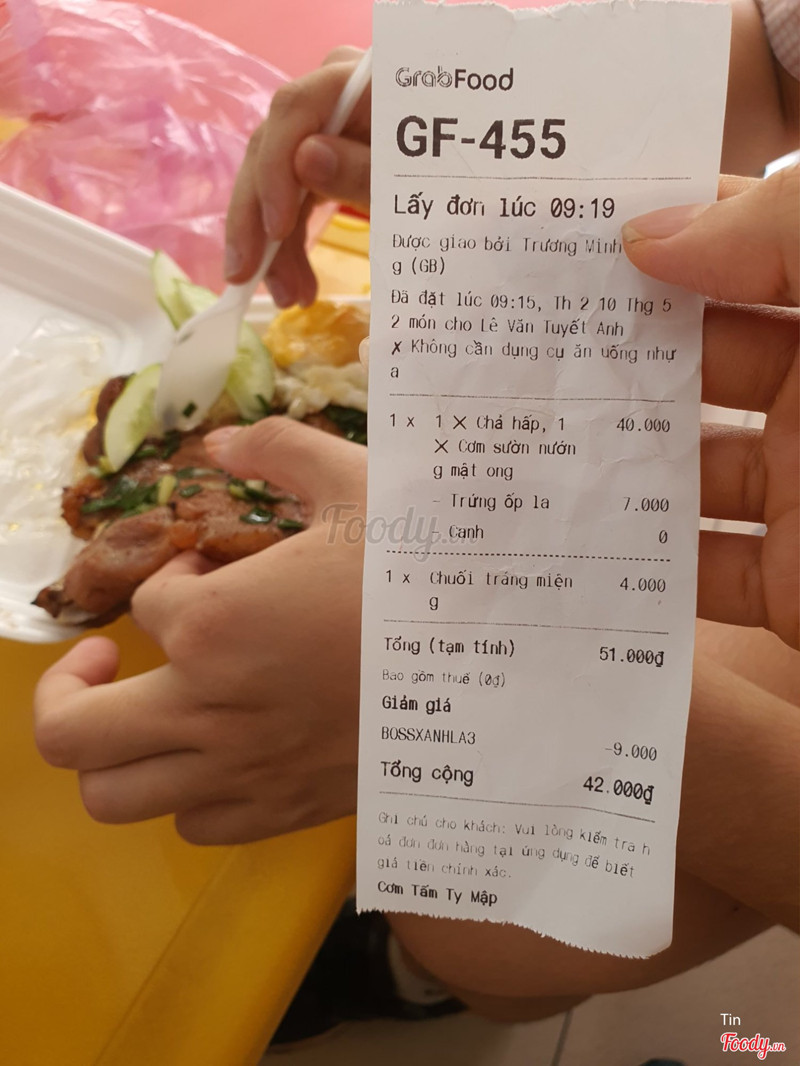 GrabFood
GF-455
Lấy đơn lúc 09:19
Được giao bởi Trương Minh
g (GB)
Đã đặt lúc 09:15, Th 2 10 Thg 5
2 món cho Lê Văn Tuyết Anh
✗ Không cần dụng cụ ăn uống nhự
a
1 x 1 X Chả hấp, 1 40.000
X Cơm sườn nướn
g mật ong
- Trứng ốp la 7.000
- Canh 0
1 x Chuối tráng miện 4.000
g
Tổng (tạm tính) 51.000₫
Bao gồm thuế (0₫)
Giảm giá
BOSSXANHLA3 -9.000
Tổng cộng 42.000₫
Ghi chú cho khách: Vui lòng kiểm tra h
oá đơn đơn hàng tại ứng dụng để biết
giá tiền chính xác.
Cơm Tấm Ty Mập
Foody.vn
Tin
Foody.vn